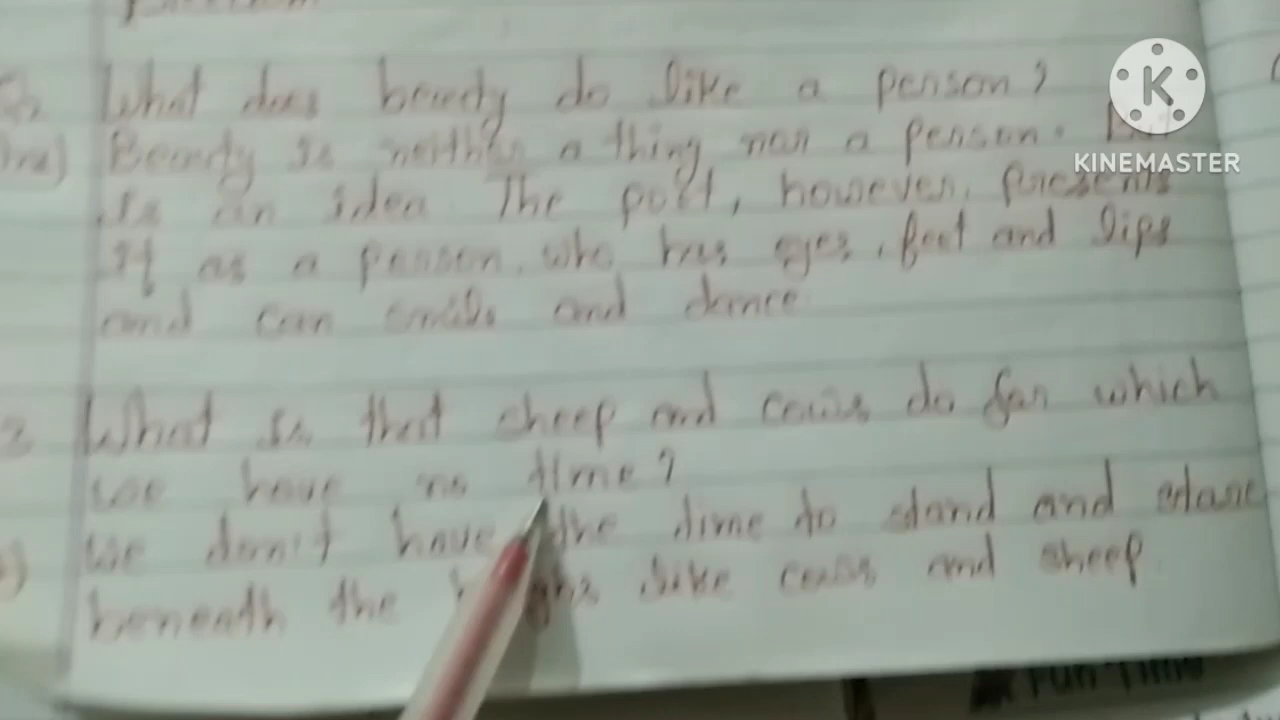 What does beauty do like a person?
Ans) Beauty is neither a thing nor a person. But
is an idea The poet, however, presents
it as a person, who has eyes, feet and lips
and can smile and dance
What is that sheep and cows do for which
we have no time?
we don't have the time to stand and stare
beneath the like cows and sheep
KINEMASTER
Fun Time